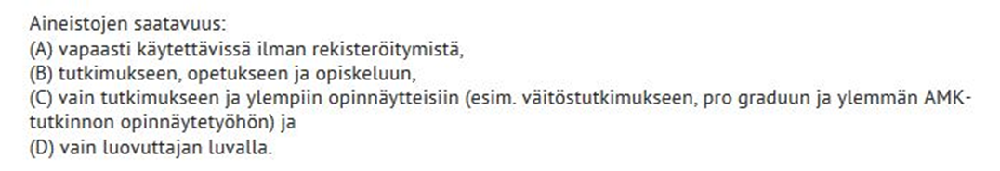 Aineistojen saatavuus:
(A) vapaasti käytettävissä ilman rekisteröitymistä,
(B) tutkimukseen, opetukseen ja opiskeluun,
(C) vain tutkimukseen ja ylempiin opinnäytteisiin (esim. väitöstutkimukseen, pro graduun ja ylemmän AMK-
tutkinnon opinnäytetyöhön) ja
(D) vain luovuttajan luvalla.